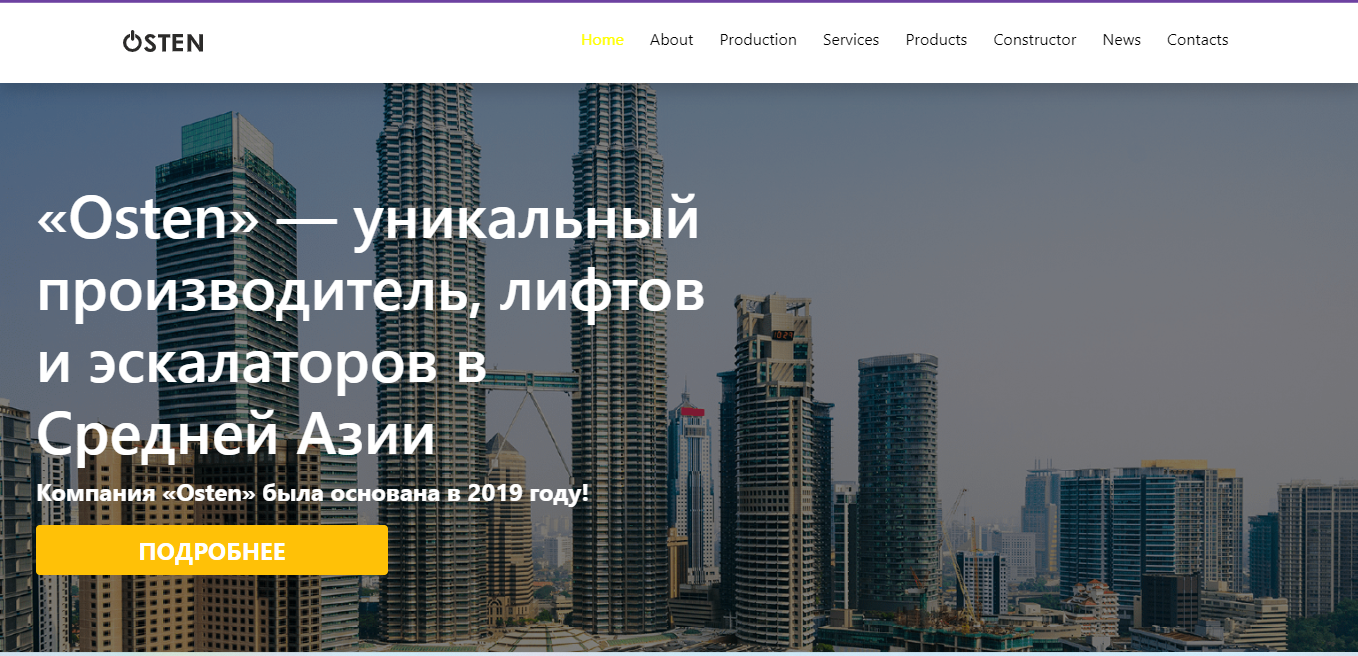 OSTEN
Home About Production Services Products Constructor News Contacts
«Osten» — уникальный
производитель, лифтов
и эскалаторов в
Средней Азии
Компания «Osten» была основана в 2019 году!
ПОДРОБНЕЕ